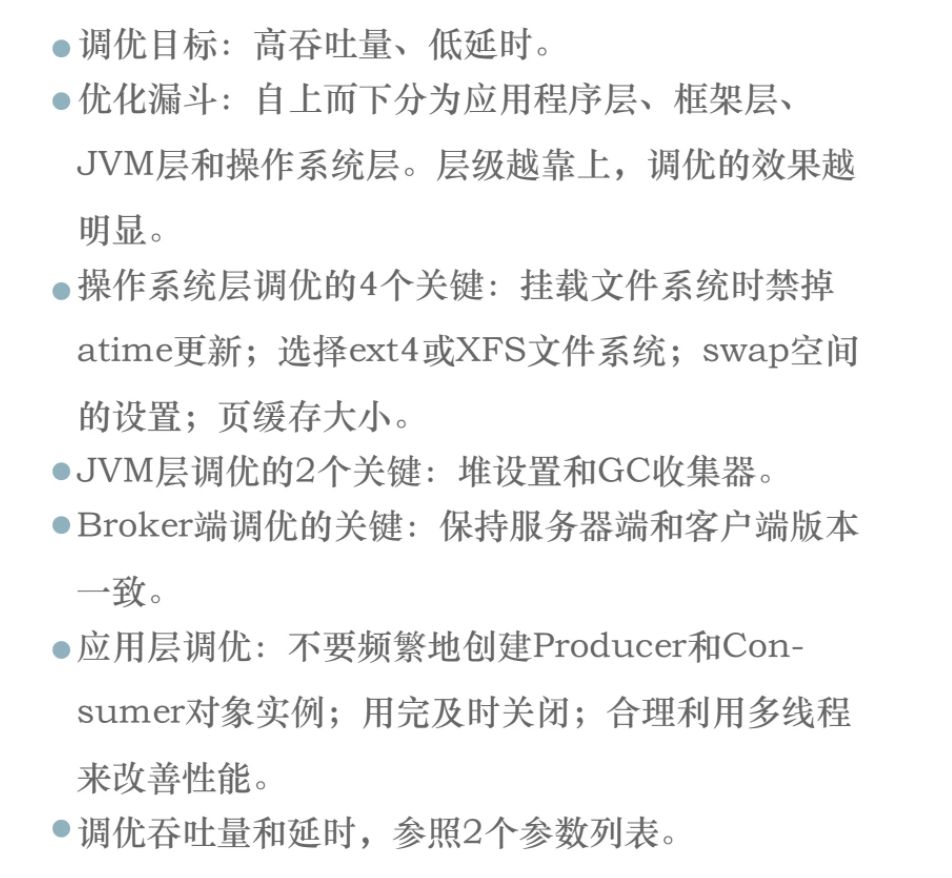 调优目标：高吞吐量、低延时。
优化漏斗：自上而下分为应用程序层、框架层、
JVM层和操作系统层。层级越靠上，调优的效果越
明显。
操作系统层调优的4个关键：挂载文件系统时禁掉
atime更新；选择ext4或XFS文件系统；swap空间
的设置；页缓存大小。
JVM层调优的2个关键：堆设置和GC收集器。
Broker端调优的关键：保持服务器端和客户端版本
一致。
应用层调优：不要频繁地创建Producer和Con-
sumer对象实例；用完及时关闭；合理利用多线程
来改善性能。
调优吞吐量和延时，参照2个参数列表。